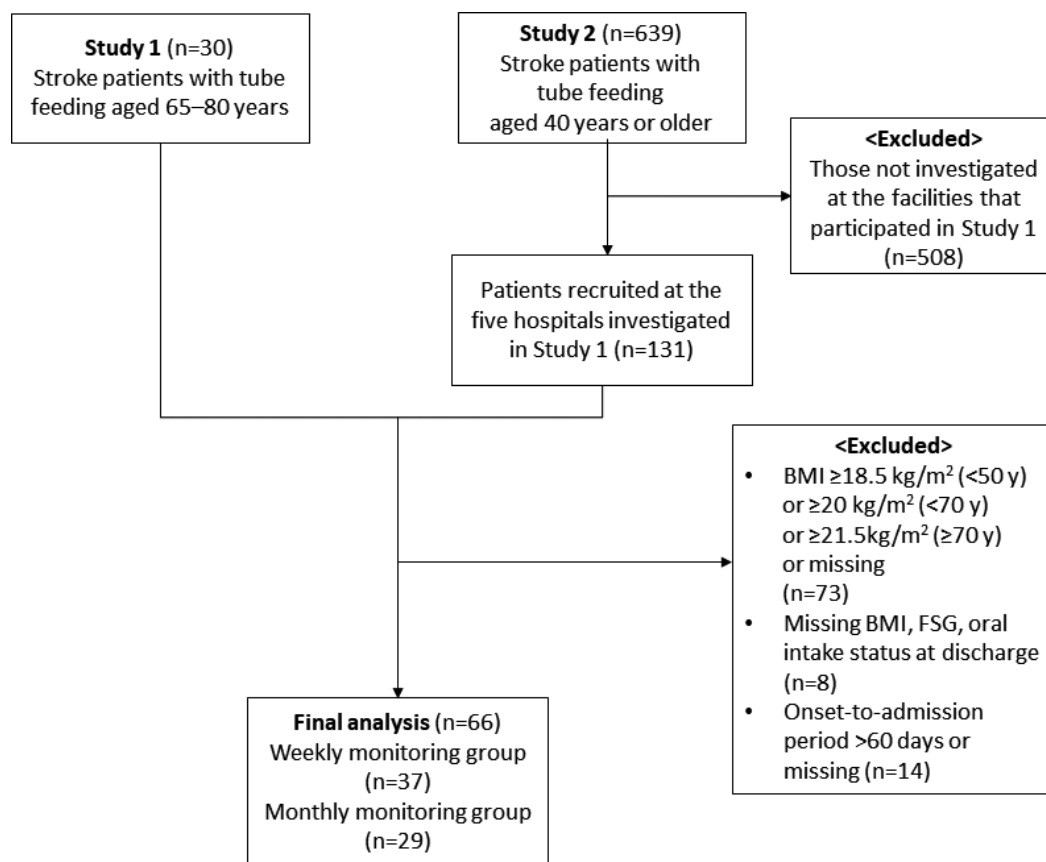 Study 1 (n=30)
Stroke patients with tube
feeding aged 65–80 years
Study 2 (n=639)
Stroke patients with
tube feeding
aged 40 years or older
<Excluded>
Those not investigated
at the facilities that
participated in Study 1
(n=508)
Patients recruited at the
five hospitals investigated
in Study 1 (n=131)
<Excluded>
• BMI ≥18.5 kg/m² (<50 y)
or ≥20 kg/m² (<70 y)
or ≥21.5kg/m² (≥70 y)
or missing
(n=73)
• Missing BMI, FSG, oral
intake status at discharge
(n=8)
• Onset-to-admission
period >60 days or
missing (n=14)
Final analysis (n=66)
Weekly monitoring group
(n=37)
Monthly monitoring group
(n=29)